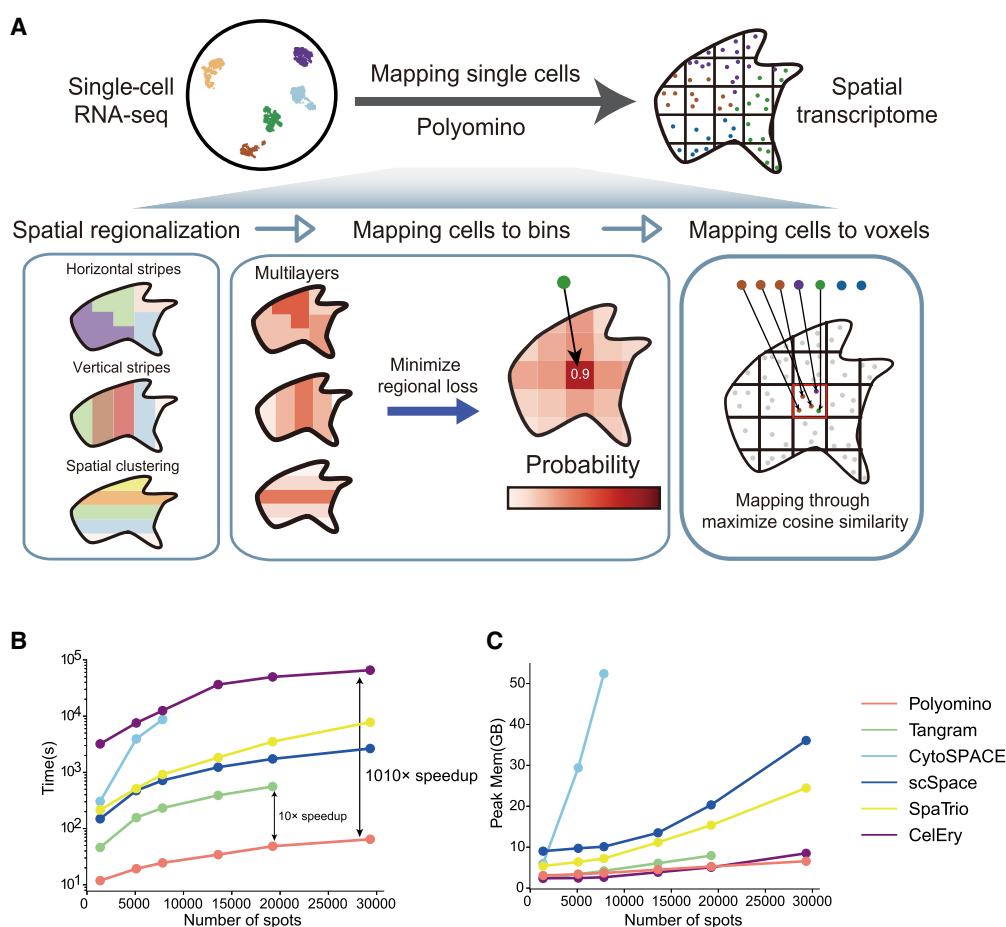 A
Single-cell
RNA-seq
Mapping single cells
Polyomino
Spatial
transcriptome
Spatial regionalization
Mapping cells to bins
Mapping cells to voxels
Horizontal stripes
Vertical stripes
Spatial clustering
Multilayers
Minimize
regional loss
0.9
Probability
Mapping through
maximize cosine similarity
B
Time(s)
10^5
10^4
10^3
10^2
10^1
1010× speedup
10× speedup
0 5000 10000 15000 20000 25000 30000
Number of spots
C
Peak Mem(GB)
50
40
30
20
10
0
0 5000 10000 15000 20000 25000 30000
Number of spots
Polyomino
Tangram
CytoSPACE
scSpace
SpaTrio
CelEry